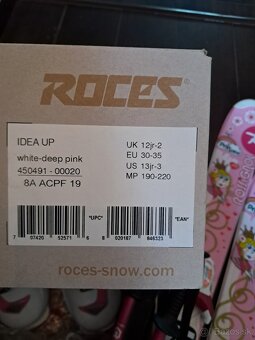 ROCES
IDEA UP
white-deep pink
450491 - 00020
8A ACPF 19
UK 12jr-2
EU 30-35
US 13jr-3
MP 190-220
"UPC"
"EAN"
roces-snow.com